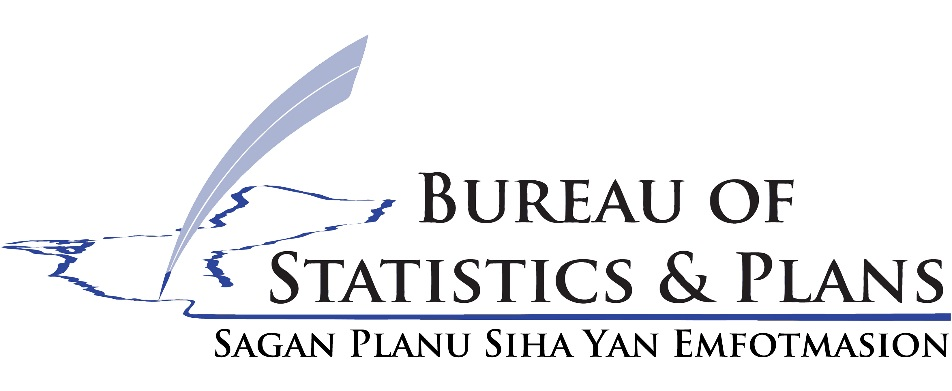 BUREAU OF
STATISTICS & PLANS
SAGAN PLANU SIHA YAN EMFOTMASION